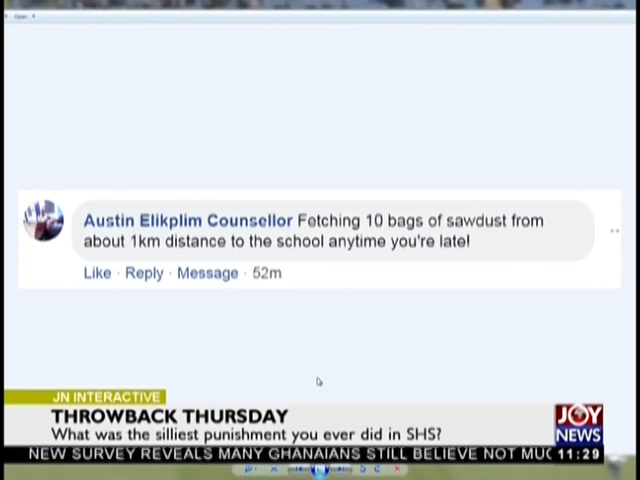 Open
Austin Elikplim Counsellor Fetching 10 bags of sawdust from
about 1km distance to the school anytime you're late!
Like · Reply · Message · 52m
JN INTERACTIVE
THROWBACK THURSDAY
What was the silliest punishment you ever did in SHS?
JOY
NEWS
NEW SURVEY REVEALS MANY GHANAIANS STILL BELIEVE NOT MUC
11:29